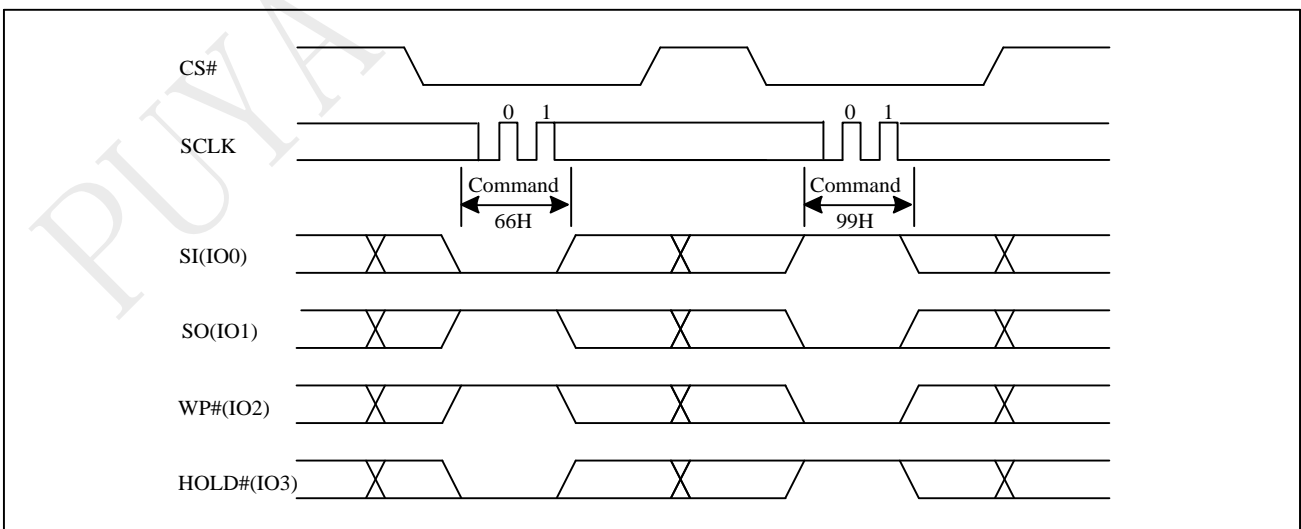 PUYA
CS#
0 1 0 1
SCLK
Command Command
66H 99H
SI(IO0)
SO(IO1)
WP#(IO2)
HOLD#(IO3)